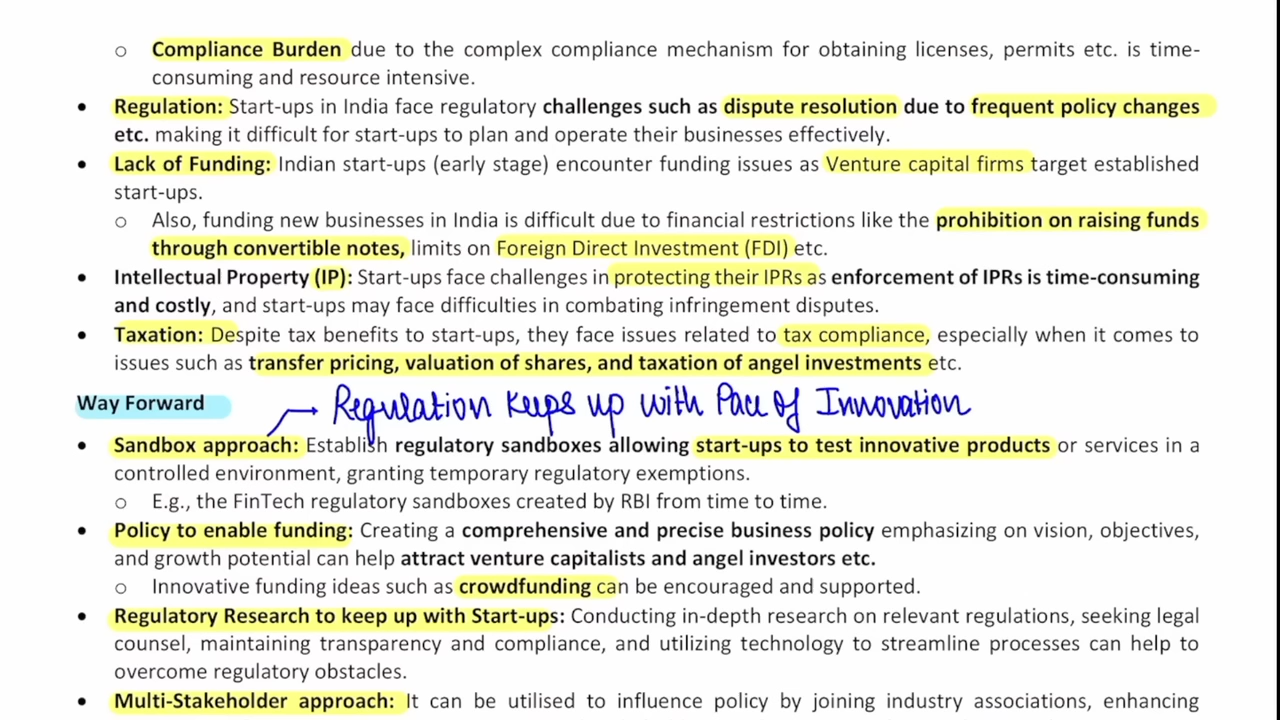 o Compliance Burden due to the complex compliance mechanism for obtaining licenses, permits etc. is time-
consuming and resource intensive.
• Regulation: Start-ups in India face regulatory challenges such as dispute resolution due to frequent policy changes
etc. making it difficult for start-ups to plan and operate their businesses effectively.
• Lack of Funding: Indian start-ups (early stage) encounter funding issues as Venture capital firms target established
start-ups.
o Also, funding new businesses in India is difficult due to financial restrictions like the prohibition on raising funds
through convertible notes, limits on Foreign Direct Investment (FDI) etc.
• Intellectual Property (IP): Start-ups face challenges in protecting their IPRs as enforcement of IPRs is time-consuming
and costly, and start-ups may face difficulties in combating infringement disputes.
• Taxation: Despite tax benefits to start-ups, they face issues related to tax compliance, especially when it comes to
issues such as transfer pricing, valuation of shares, and taxation of angel investments etc.
Way Forward → Regulation keeps up with Pace of Innovation
• Sandbox approach: Establish regulatory sandboxes allowing start-ups to test innovative products or services in a
controlled environment, granting temporary regulatory exemptions.
o E.g., the FinTech regulatory sandboxes created by RBI from time to time.
• Policy to enable funding: Creating a comprehensive and precise business policy emphasizing on vision, objectives,
and growth potential can help attract venture capitalists and angel investors etc.
o Innovative funding ideas such as crowdfunding can be encouraged and supported.
• Regulatory Research to keep up with Start-ups: Conducting in-depth research on relevant regulations, seeking legal
counsel, maintaining transparency and compliance, and utilizing technology to streamline processes can help to
overcome regulatory obstacles.
• Multi-Stakeholder approach: It can be utilised to influence policy by joining industry associations, enhancing